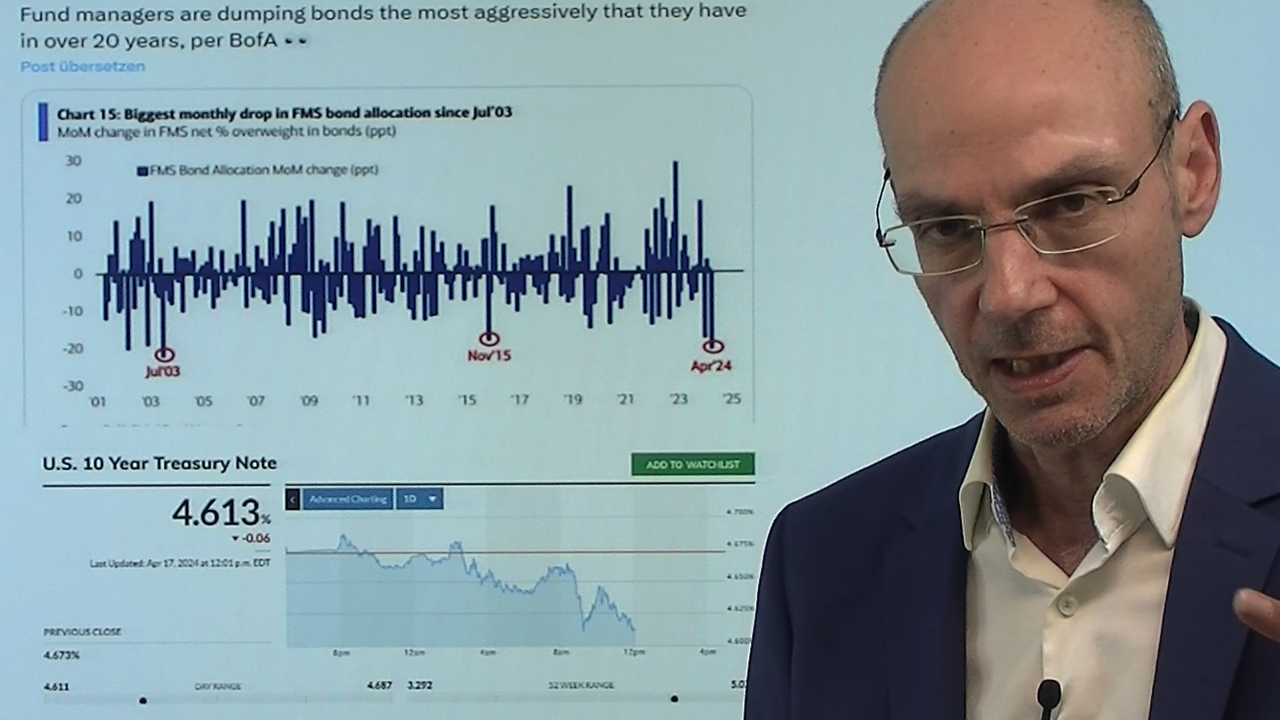 Fund managers are dumping bonds the most aggressively that they have
in over 20 years, per BofA
Post übersetzen
Chart 15: Biggest monthly drop in FMS bond allocation since Jul'03
MoM change in FMS net % overweight in bonds (ppt)
FMS Bond Allocation MoM change (ppt)
30
20
10
0
-10
-20
-30
Jul'03
Nov'15
Apr'24
'01 '03 '05 '07 '09 '11 '13 '15 '17 '19 '21 '23 '25
U.S. 10 Year Treasury Note
ADD TO WATCHLIST
4.613%
-0.06
Last Updated: Apr 17, 2024 at 12:01 p.m. EDT
Advanced Charting 1D
4.700%
4.675%
4.650%
4.625%
4.600%
8pm 12am 4am 8am 12pm 4pm
PREVIOUS CLOSE
4.673%
4.611 DAY RANGE 4.687
3.292 52 WEEK RANGE 5.0